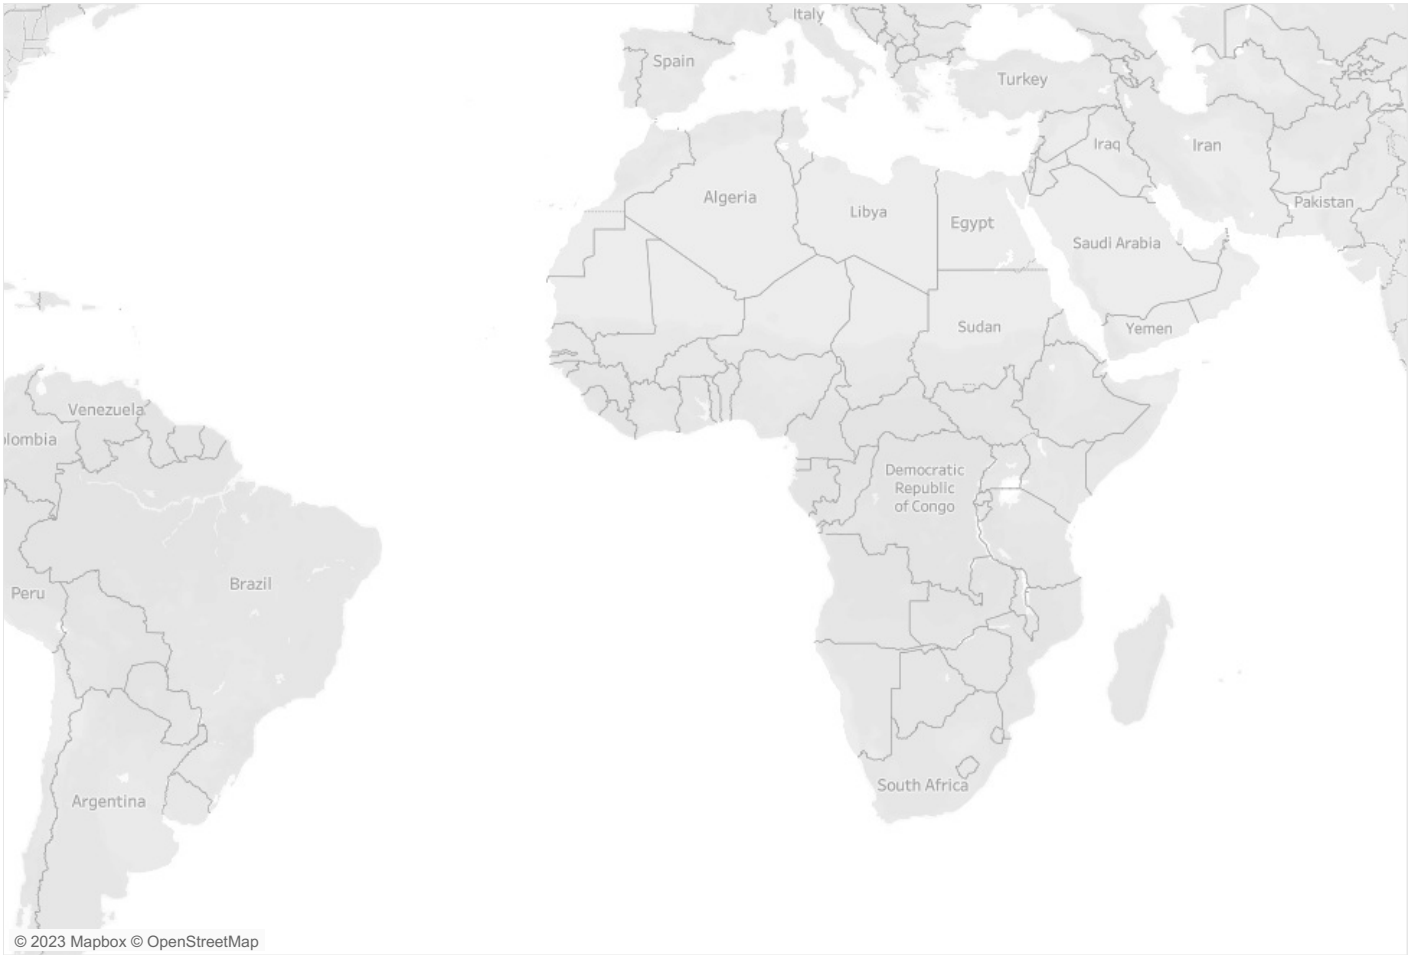 Italy
Spain
Turkey
Iraq
Iran
Algeria
Libya
Egypt
Pakistan
Saudi Arabia
Sudan
Yemen
Venezuela
olombia
Democratic
Republic
of Congo
Brazil
Peru
South Africa
Argentina
© 2023 Mapbox © OpenStreetMap